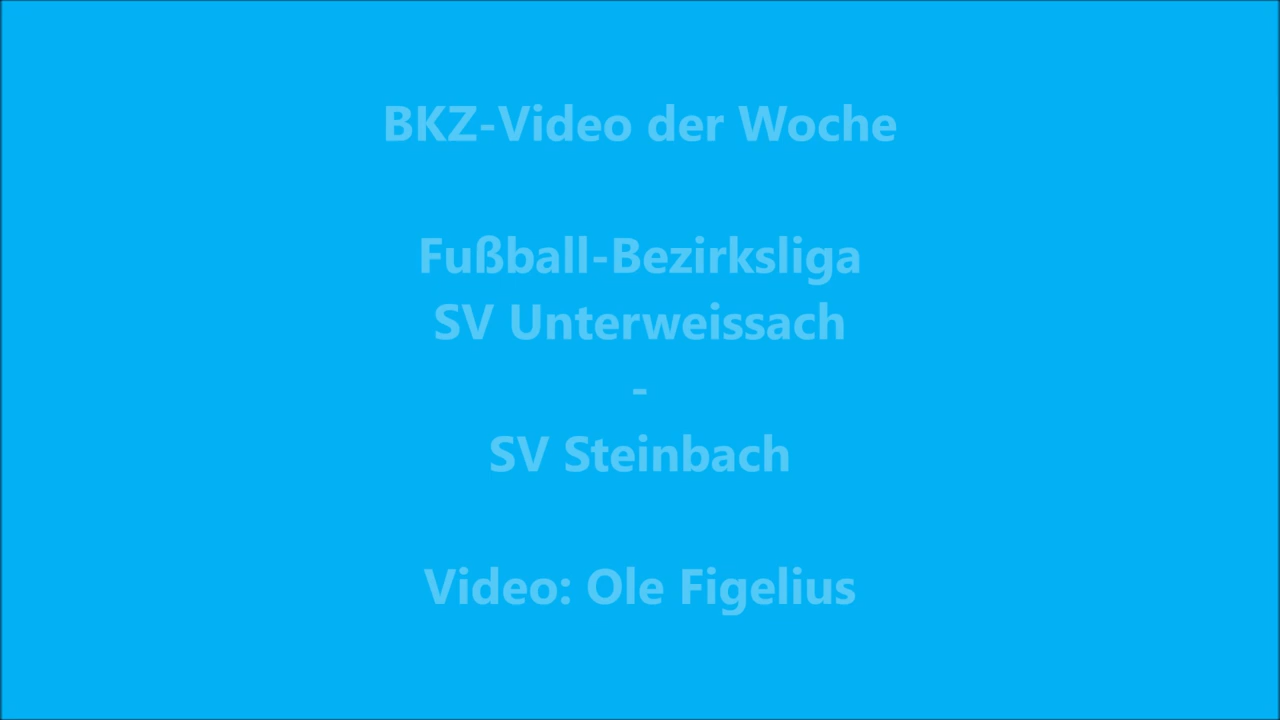 BKZ-Video der Woche
Fußball-Bezirksliga
SV Unterweissach
-
SV Steinbach
Video: Ole Figelius